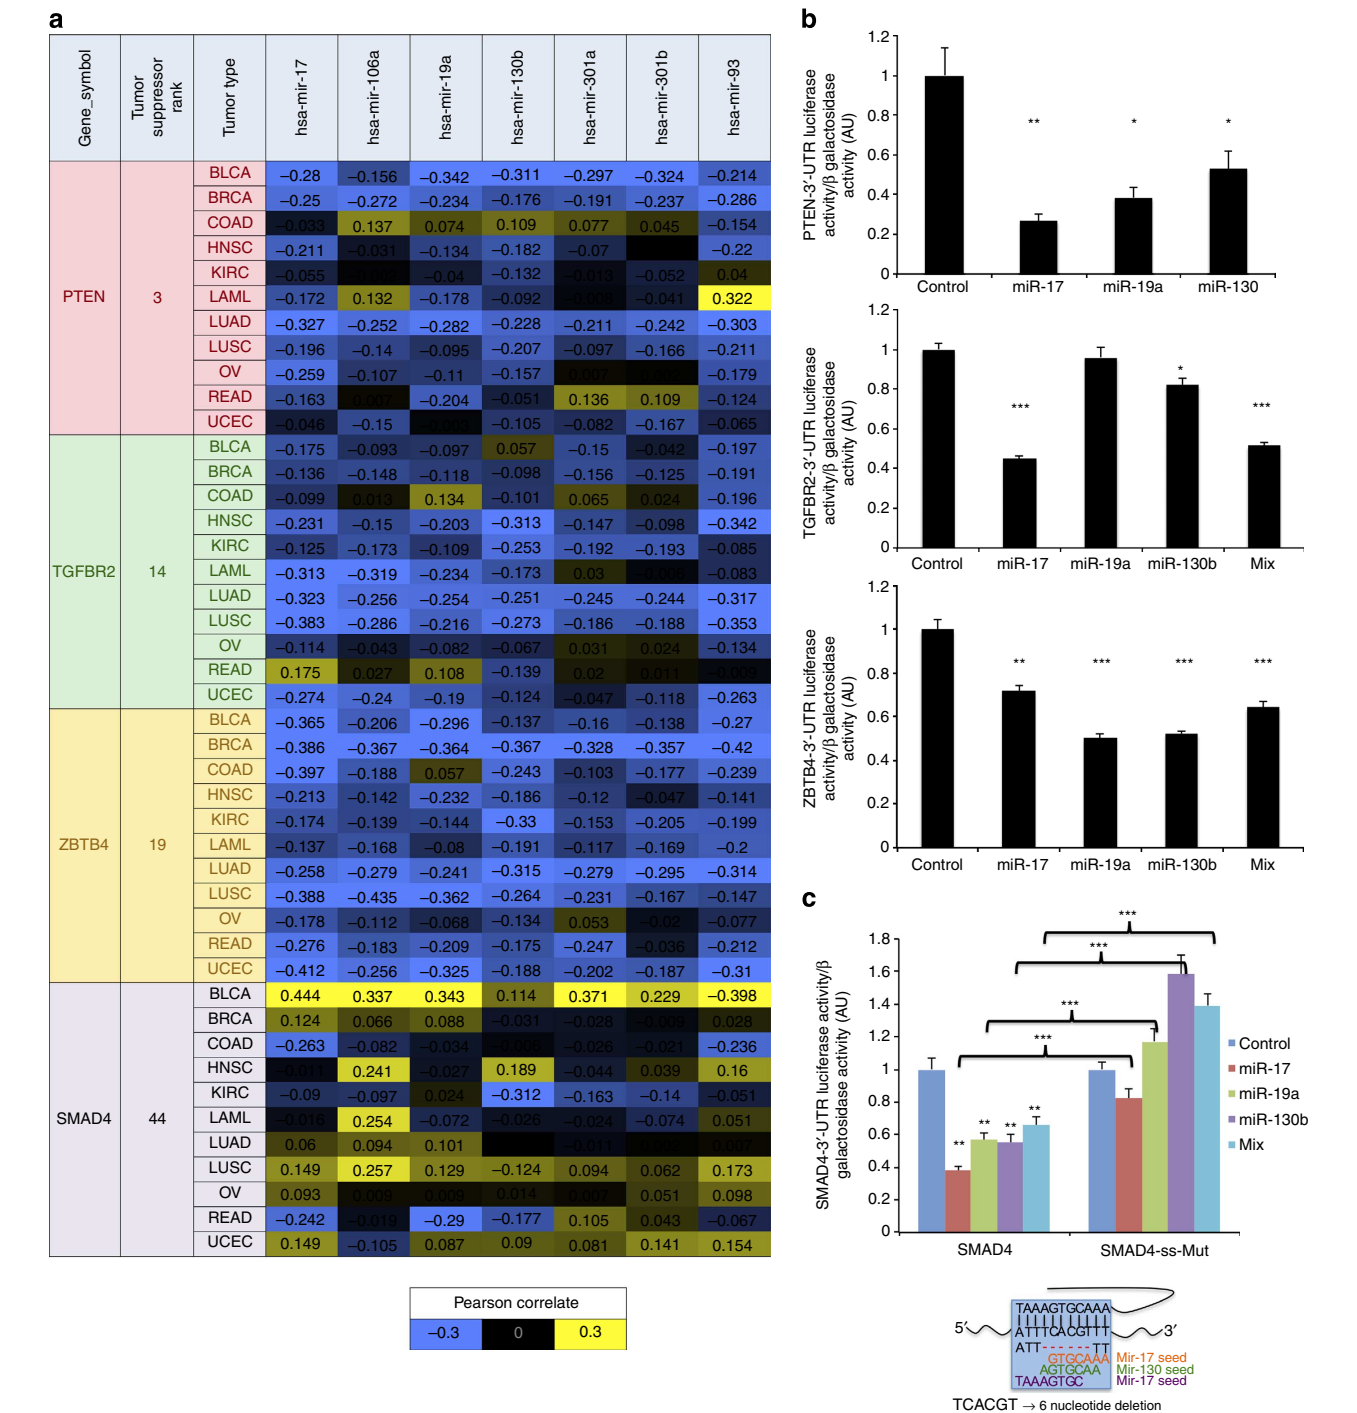 a
Gene_symbol Tumor suppressor rank Tumor type hsa-mir-17 hsa-mir-106a hsa-mir-19a hsa-mir-130b hsa-mir-301a hsa-mir-301b hsa-mir-93
PTEN 3
BLCA −0.28 −0.156 −0.342 −0.311 −0.297 −0.324 −0.214
BRCA −0.25 −0.272 −0.234 −0.176 −0.191 −0.237 −0.286
COAD −0.033 0.137 0.074 0.109 0.077 0.045 −0.154
HNSC −0.211 −0.031 −0.134 −0.182 −0.07 −0.22
KIRC −0.055 −0.04 −0.132 −0.013 −0.052 0.04
LAML −0.172 0.132 −0.178 −0.092 −0.041 0.322
LUAD −0.327 −0.252 −0.282 −0.228 −0.211 −0.242 −0.303
LUSC −0.196 −0.14 −0.095 −0.207 −0.097 −0.166 −0.211
OV −0.259 −0.107 −0.11 −0.157 0.007 −0.179
READ −0.163 0.007 −0.204 −0.051 0.136 0.109 −0.124
UCEC −0.046 −0.15 −0.105 −0.082 −0.167 −0.065
TGFBR2 14
BLCA −0.175 −0.093 −0.097 0.057 −0.15 −0.042 −0.197
BRCA −0.136 −0.148 −0.118 −0.098 −0.156 −0.125 −0.191
COAD −0.099 0.013 0.134 −0.101 0.065 0.024 −0.196
HNSC −0.231 −0.15 −0.203 −0.313 −0.147 −0.098 −0.342
KIRC −0.125 −0.173 −0.109 −0.253 −0.192 −0.193 −0.085
LAML −0.313 −0.319 −0.234 −0.173 0.03 −0.083
LUAD −0.323 −0.256 −0.254 −0.251 −0.245 −0.244 −0.317
LUSC −0.383 −0.286 −0.216 −0.273 −0.186 −0.188 −0.353
OV −0.114 −0.043 −0.082 −0.067 0.031 0.024 −0.134
READ 0.175 0.027 0.108 −0.139 0.02 0.011 −0.009
UCEC −0.274 −0.24 −0.19 −0.124 −0.047 −0.118 −0.263
ZBTB4 19
BLCA −0.365 −0.206 −0.296 −0.137 −0.16 −0.138 −0.27
BRCA −0.386 −0.367 −0.364 −0.367 −0.328 −0.357 −0.42
COAD −0.397 −0.188 0.057 −0.243 −0.103 −0.177 −0.239
HNSC −0.213 −0.142 −0.232 −0.186 −0.12 −0.047 −0.141
KIRC −0.174 −0.139 −0.144 −0.33 −0.153 −0.205 −0.199
LAML −0.137 −0.168 −0.08 −0.191 −0.117 −0.169 −0.2
LUAD −0.258 −0.279 −0.241 −0.315 −0.279 −0.295 −0.314
LUSC −0.388 −0.435 −0.362 −0.264 −0.231 −0.167 −0.147
OV −0.178 −0.112 −0.068 −0.134 0.053 −0.02 −0.077
READ −0.276 −0.183 −0.209 −0.175 −0.247 −0.036 −0.212
UCEC −0.412 −0.256 −0.325 −0.188 −0.202 −0.187 −0.31
SMAD4 44
BLCA 0.444 0.337 0.343 0.114 0.371 0.229 −0.398
BRCA 0.124 0.066 0.088 −0.031 −0.028 −0.009 0.028
COAD −0.263 −0.082 −0.034 −0.026 −0.021 −0.236
HNSC −0.011 0.241 −0.027 0.189 −0.044 0.039 0.16
KIRC −0.09 −0.097 0.024 −0.312 −0.163 −0.14 −0.051
LAML −0.016 0.254 −0.072 −0.026 −0.024 −0.074 0.051
LUAD 0.06 0.094 0.101 −0.011 0.007
LUSC 0.149 0.257 0.129 −0.124 0.094 0.062 0.173
OV 0.093 0.009 0.009 0.014 0.007 0.051 0.098
READ −0.242 −0.019 −0.29 −0.177 0.105 0.043 −0.067
UCEC 0.149 −0.105 0.087 0.09 0.081 0.141 0.154
Pearson correlate
−0.3 0 0.3
b
PTEN-3′-UTR luciferase
activity/β galactosidase
activity (AU)
1.2
1
0.8
0.6
0.4
0.2
0
** * *
Control miR-17 miR-19a miR-130
TGFBR2-3′-UTR luciferase
activity/β galactosidase
activity (AU)
1.2
1
0.8
0.6
0.4
0.2
0
*** * ***
Control miR-17 miR-19a miR-130b Mix
ZBTB4-3′-UTR luciferase
activity/β galactosidase
activity (AU)
1.2
1
0.8
0.6
0.4
0.2
0
** *** *** ***
Control miR-17 miR-19a miR-130b Mix
c
SMAD4-3′-UTR luciferase activity/β
galactosidase activity (AU)
1.8
1.6
1.4
1.2
1
0.8
0.6
0.4
0.2
0
***
***
***
***
** ** ** **
SMAD4 SMAD4-ss-Mut
Control
miR-17
miR-19a
miR-130b
Mix
TAAAGTGCAAA
5′ ATTTCACGTTT 3′
ATT------TT
GTGCAAA Mir-17 seed
AGTGCAA Mir-130 seed
TAAAGTGC Mir-17 seed
TCACGT → 6 nucleotide deletion